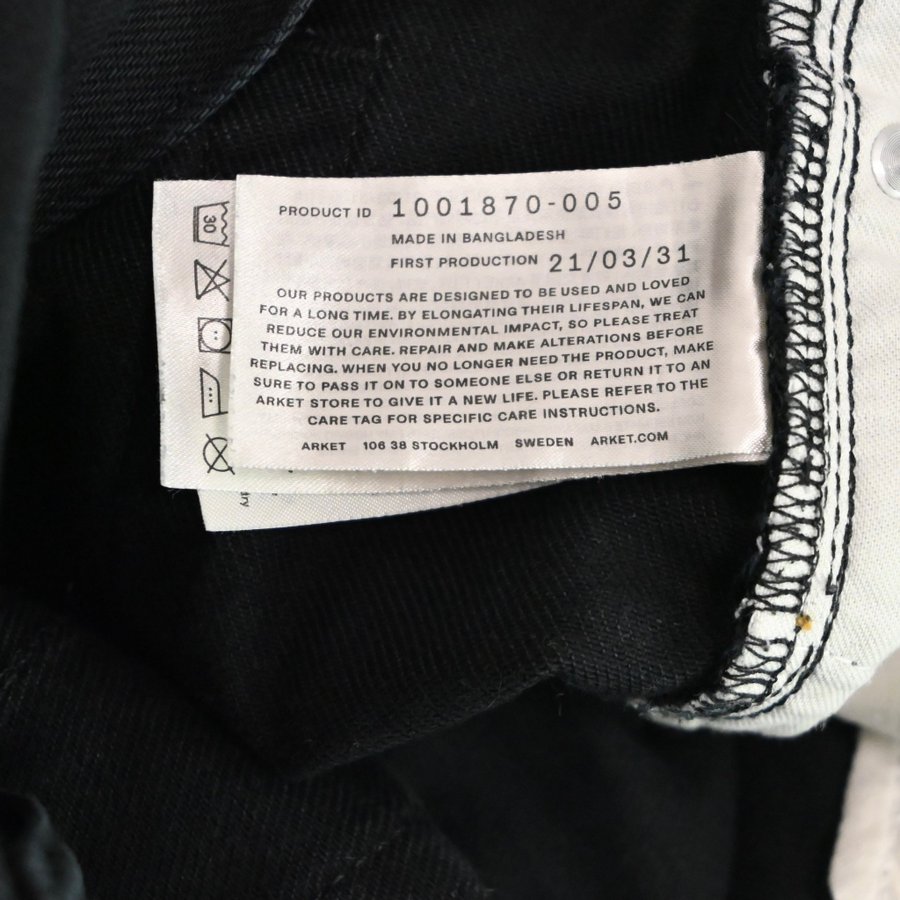 PRODUCT ID 1001870-005
MADE IN BANGLADESH
FIRST PRODUCTION 21/03/31
OUR PRODUCTS ARE DESIGNED TO BE USED AND LOVED
FOR A LONG TIME. BY ELONGATING THEIR LIFESPAN, WE CAN
REDUCE OUR ENVIRONMENTAL IMPACT, SO PLEASE TREAT
THEM WITH CARE. REPAIR AND MAKE ALTERATIONS BEFORE
REPLACING. WHEN YOU NO LONGER NEED THE PRODUCT, MAKE
SURE TO PASS IT ON TO SOMEONE ELSE OR RETURN IT TO AN
ARKET STORE TO GIVE IT A NEW LIFE. PLEASE REFER TO THE
CARE TAG FOR SPECIFIC CARE INSTRUCTIONS.
ARKET 106 38 STOCKHOLM SWEDEN ARKET.COM
30
dry